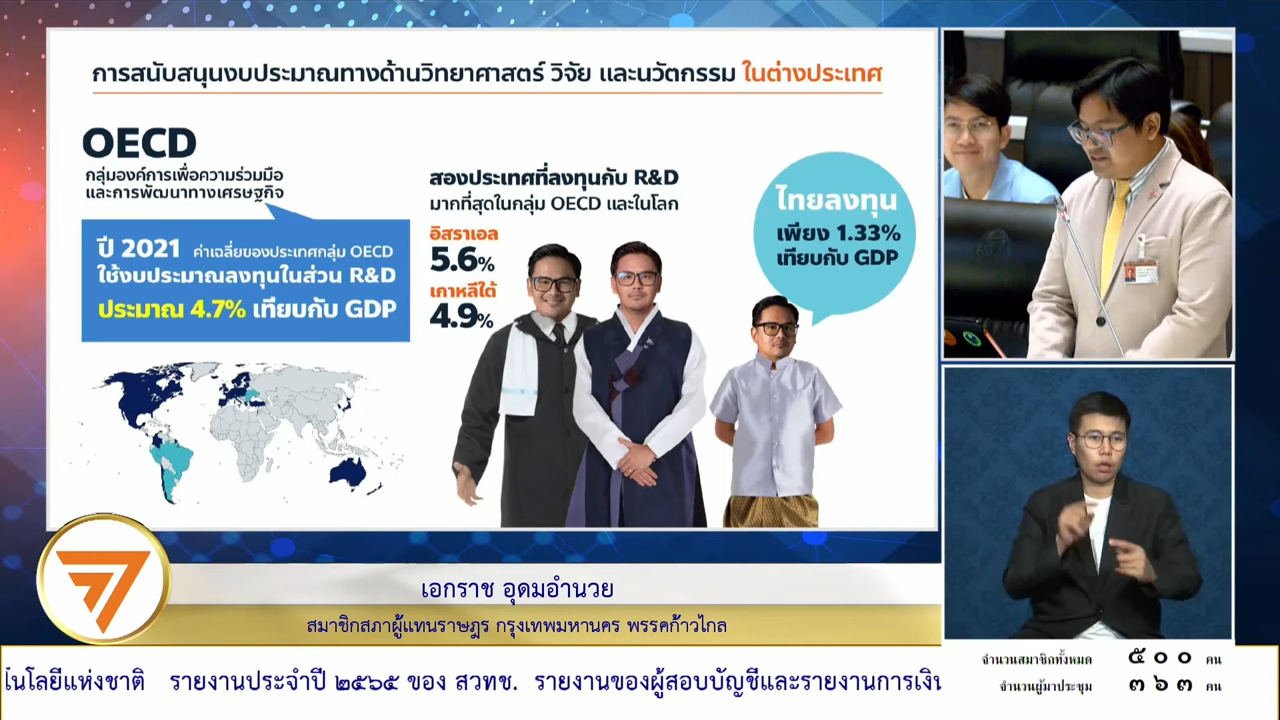 การสนับสนุนงบประมาณทางด้านวิทยาศาสตร์ วิจัย และนวัตกรรม ในต่างประเทศ
OECD
กลุ่มองค์การเพื่อความร่วมมือ
และการพัฒนาทางเศรษฐกิจ
ปี 2021 ค่าเฉลี่ยของประเทศกลุ่ม OECD
ใช้งบประมาณลงทุนในส่วน R&D
ประมาณ 4.7% เทียบกับ GDP
สองประเทศที่ลงทุนกับ R&D
มากที่สุดในกลุ่ม OECD และในโลก
อิสราเอล
5.6%
เกาหลีใต้
4.9%
ไทยลงทุน
เพียง 1.33%
เทียบกับ GDP
เอกราช อุดมอำนวย
สมาชิกสภาผู้แทนราษฎร กรุงเทพมหานคร พรรคก้าวไกล
โนโลยีแห่งชาติ รายงานประจำปี ๒๕๖๕ ของ สวทช. รายงานของผู้สอบบัญชีและรายงานการเงิน
จำนวนสมาชิกทั้งหมด ๕๐๐ คน
จำนวนผู้มาประชุม ๓๖๓ คน